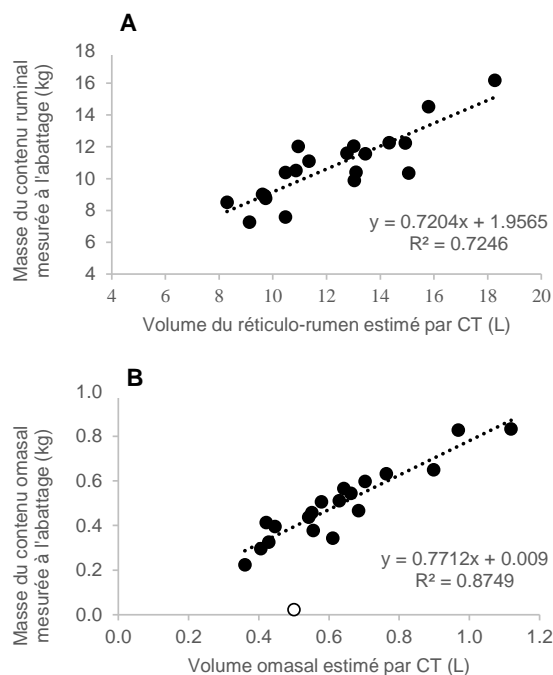 A
Masse du contenu ruminal
mesurée à l'abattage (kg)
18
16
14
12
10
8
6
4
y = 0.7204x + 1.9565
R² = 0.7246
4 6 8 10 12 14 16 18 20
Volume du réticulo-rumen estimé par CT (L)
B
Masse du contenu omasal
mesurée à l'abattage (kg)
1.0
0.8
0.6
0.4
0.2
0.0
y = 0.7712x + 0.009
R² = 0.8749
0.0 0.2 0.4 0.6 0.8 1.0 1.2
Volume omasal estimé par CT (L)